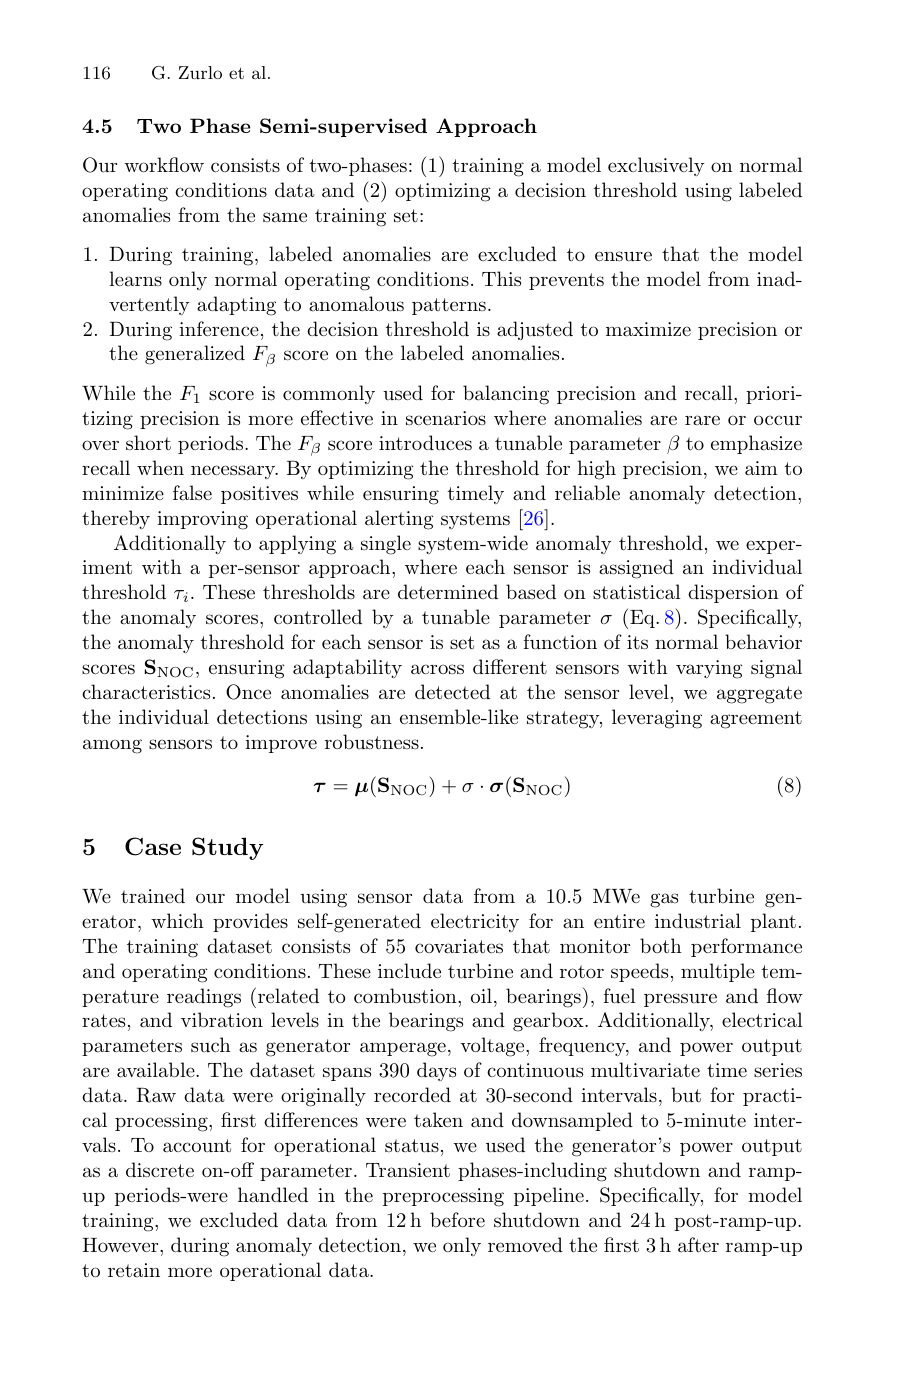 116 G. Zurlo et al.
4.5 Two Phase Semi-supervised Approach
Our workflow consists of two-phases: (1) training a model exclusively on normal
operating conditions data and (2) optimizing a decision threshold using labeled
anomalies from the same training set:
1. During training, labeled anomalies are excluded to ensure that the model
learns only normal operating conditions. This prevents the model from inad-
vertently adapting to anomalous patterns.
2. During inference, the decision threshold is adjusted to maximize precision or
the generalized Fβ score on the labeled anomalies.
While the F1 score is commonly used for balancing precision and recall, priori-
tizing precision is more effective in scenarios where anomalies are rare or occur
over short periods. The Fβ score introduces a tunable parameter β to emphasize
recall when necessary. By optimizing the threshold for high precision, we aim to
minimize false positives while ensuring timely and reliable anomaly detection,
thereby improving operational alerting systems [26].
Additionally to applying a single system-wide anomaly threshold, we exper-
iment with a per-sensor approach, where each sensor is assigned an individual
threshold τi. These thresholds are determined based on statistical dispersion of
the anomaly scores, controlled by a tunable parameter σ (Eq. 8). Specifically,
the anomaly threshold for each sensor is set as a function of its normal behavior
scores SNOC, ensuring adaptability across different sensors with varying signal
characteristics. Once anomalies are detected at the sensor level, we aggregate
the individual detections using an ensemble-like strategy, leveraging agreement
among sensors to improve robustness.
τ = μ(SNOC) + σ · σ(SNOC) (8)
5 Case Study
We trained our model using sensor data from a 10.5 MWe gas turbine gen-
erator, which provides self-generated electricity for an entire industrial plant.
The training dataset consists of 55 covariates that monitor both performance
and operating conditions. These include turbine and rotor speeds, multiple tem-
perature readings (related to combustion, oil, bearings), fuel pressure and flow
rates, and vibration levels in the bearings and gearbox. Additionally, electrical
parameters such as generator amperage, voltage, frequency, and power output
are available. The dataset spans 390 days of continuous multivariate time series
data. Raw data were originally recorded at 30-second intervals, but for practi-
cal processing, first differences were taken and downsampled to 5-minute inter-
vals. To account for operational status, we used the generator's power output
as a discrete on-off parameter. Transient phases-including shutdown and ramp-
up periods-were handled in the preprocessing pipeline. Specifically, for model
training, we excluded data from 12 h before shutdown and 24 h post-ramp-up.
However, during anomaly detection, we only removed the first 3 h after ramp-up
to retain more operational data.